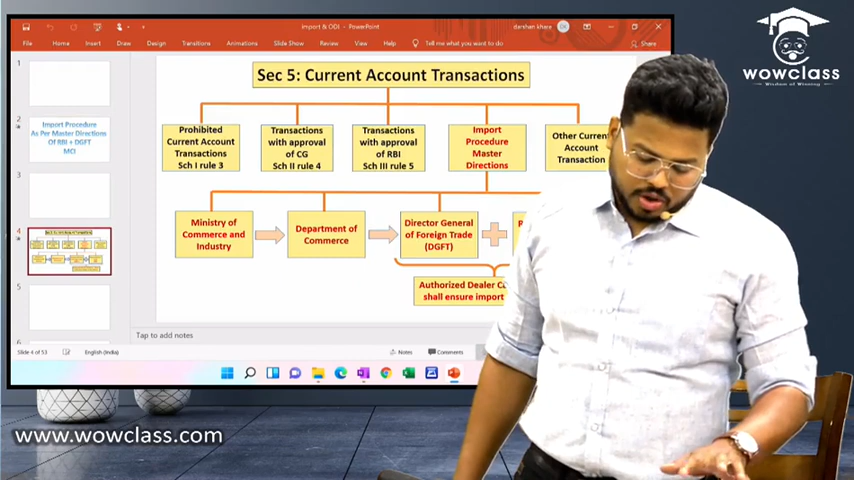 Import & ODI - PowerPoint
darshan khare
File Home Insert Draw Design Transitions Animations Slide Show Review View Help Tell me what you want to do Share
1
2
Import Procedure
As Per Master Directions
Of RBI + DGFT
MCI
3
4
5
Sec 5: Current Account Transactions
Prohibited
Current Account
Transactions
Sch I rule 3
Transactions
with approval
of CG
Sch II rule 4
Transactions
with approval
of RBI
Sch III rule 5
Import
Procedure
Master
Directions
Other Current
Account
Transaction
Ministry of
Commerce and
Industry
Department of
Commerce
Director General
of Foreign Trade
(DGFT)
Authorized Dealer
shall ensure import
Tap to add notes
Slide 4 of 53 English (India) Notes Comments
wowclass
Wisdom of Winning
www.wowclass.com